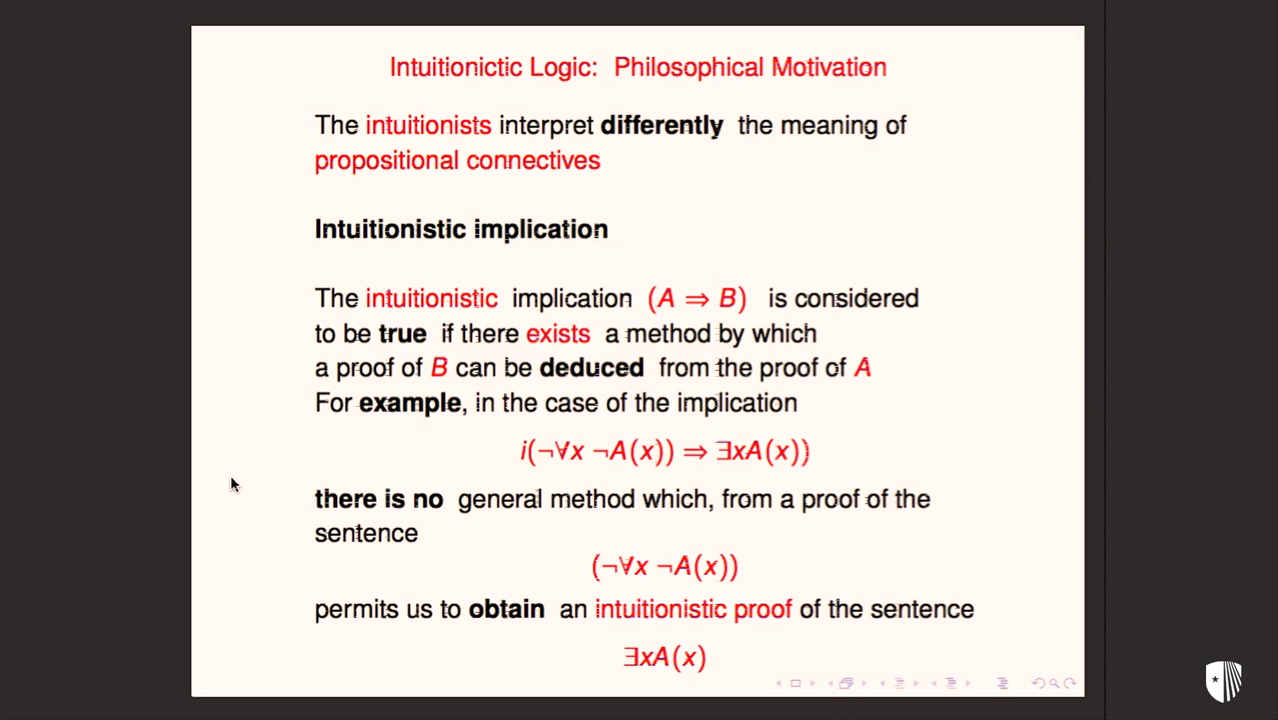 Intuitionictic Logic: Philosophical Motivation
The intuitionists interpret differently the meaning of
propositional connectives
Intuitionistic implication
The intuitionistic implication (A ⇒ B) is considered
to be true if there exists a method by which
a proof of B can be deduced from the proof of A
For example, in the case of the implication
i(¬∀x ¬A(x)) ⇒ ∃xA(x))
there is no general method which, from a proof of the
sentence
(¬∀x ¬A(x))
permits us to obtain an intuitionistic proof of the sentence
∃xA(x)